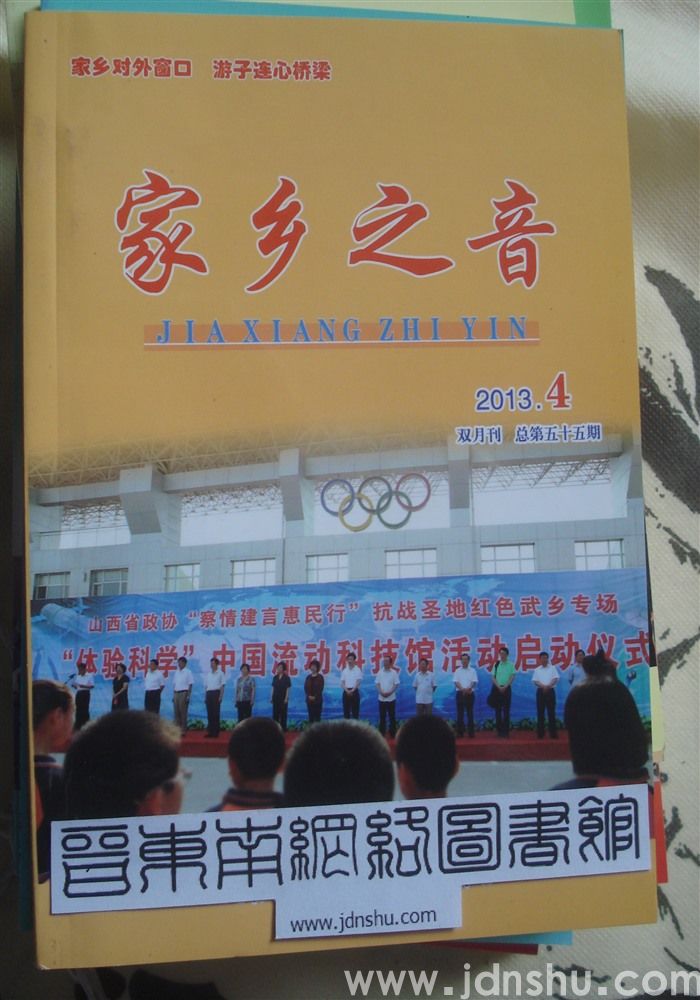 家乡对外窗口 游子连心桥梁
家乡之音
JIA XIANG ZHI YIN
2013.4
双月刊 总第五十五期
山西省政协“察情建言惠民行”抗战圣地红色武乡专场
“体验科学”中国流动科技馆活动启动仪式
晉東南網絡圖書館
www.jdnshu.com
www.jdnshu.com